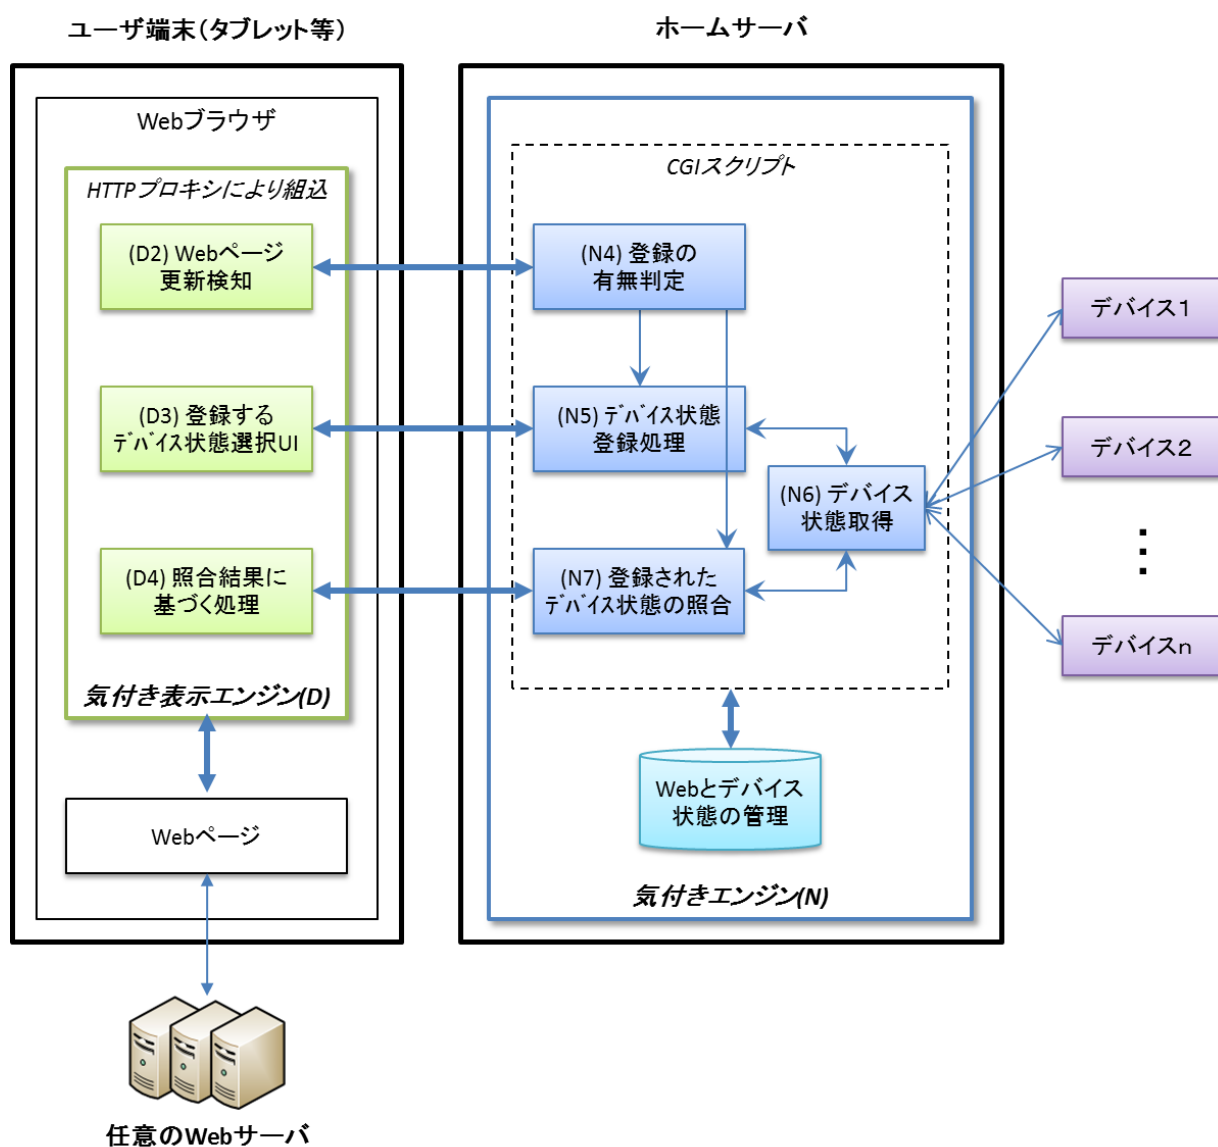 ユーザ端末(タブレット等)
ホームサーバ
Webブラウザ
HTTPプロキシにより組込
(D2) Webページ
更新検知
(D3) 登録する
デバイス状態選択UI
(D4) 照合結果に
基づく処理
気付き表示エンジン(D)
Webページ
任意のWebサーバ
CGIスクリプト
(N4) 登録の
有無判定
(N5) デバイス状態
登録処理
(N6) デバイス
状態取得
(N7) 登録された
デバイス状態の照合
Webとデバイス
状態の管理
気付きエンジン(N)
デバイス1
デバイス2
⋮
デバイスn